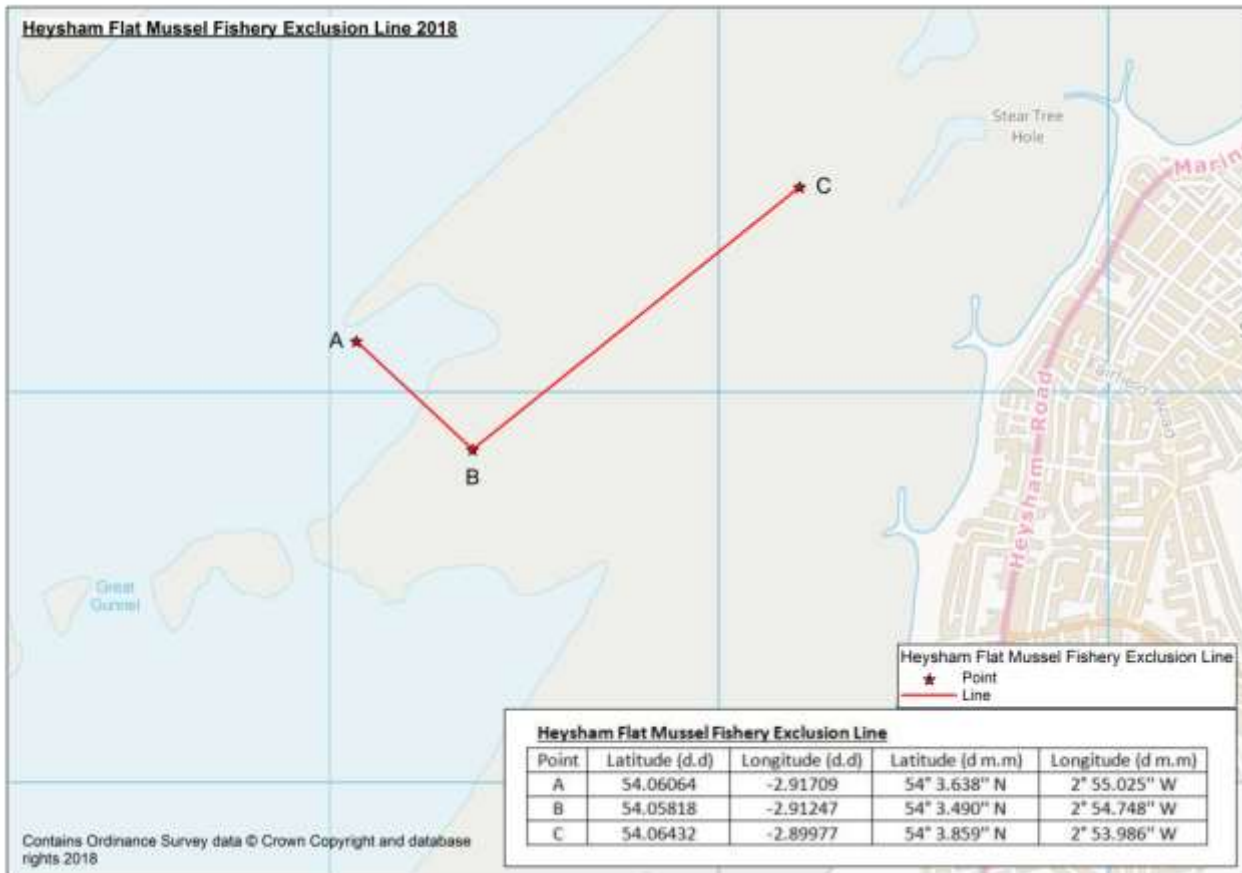 Heysham Flat Mussel Fishery Exclusion Line 2018
Stear Tree
Hole
Marin
C
A
B
Heysham Road
Great
Gunnel
Heysham Flat Mussel Fishery Exclusion Line
Point
Line
Heysham Flat Mussel Fishery Exclusion Line
Point Latitude (d.d) Longitude (d.d) Latitude (d m.m) Longitude (d m.m)
A 54.06064 -2.91709 54° 3.638" N 2° 55.025" W
B 54.05818 -2.91247 54° 3.490" N 2° 54.748" W
C 54.06432 -2.89977 54° 3.859" N 2° 53.986" W
Contains Ordinance Survey data © Crown Copyright and database
rights 2018